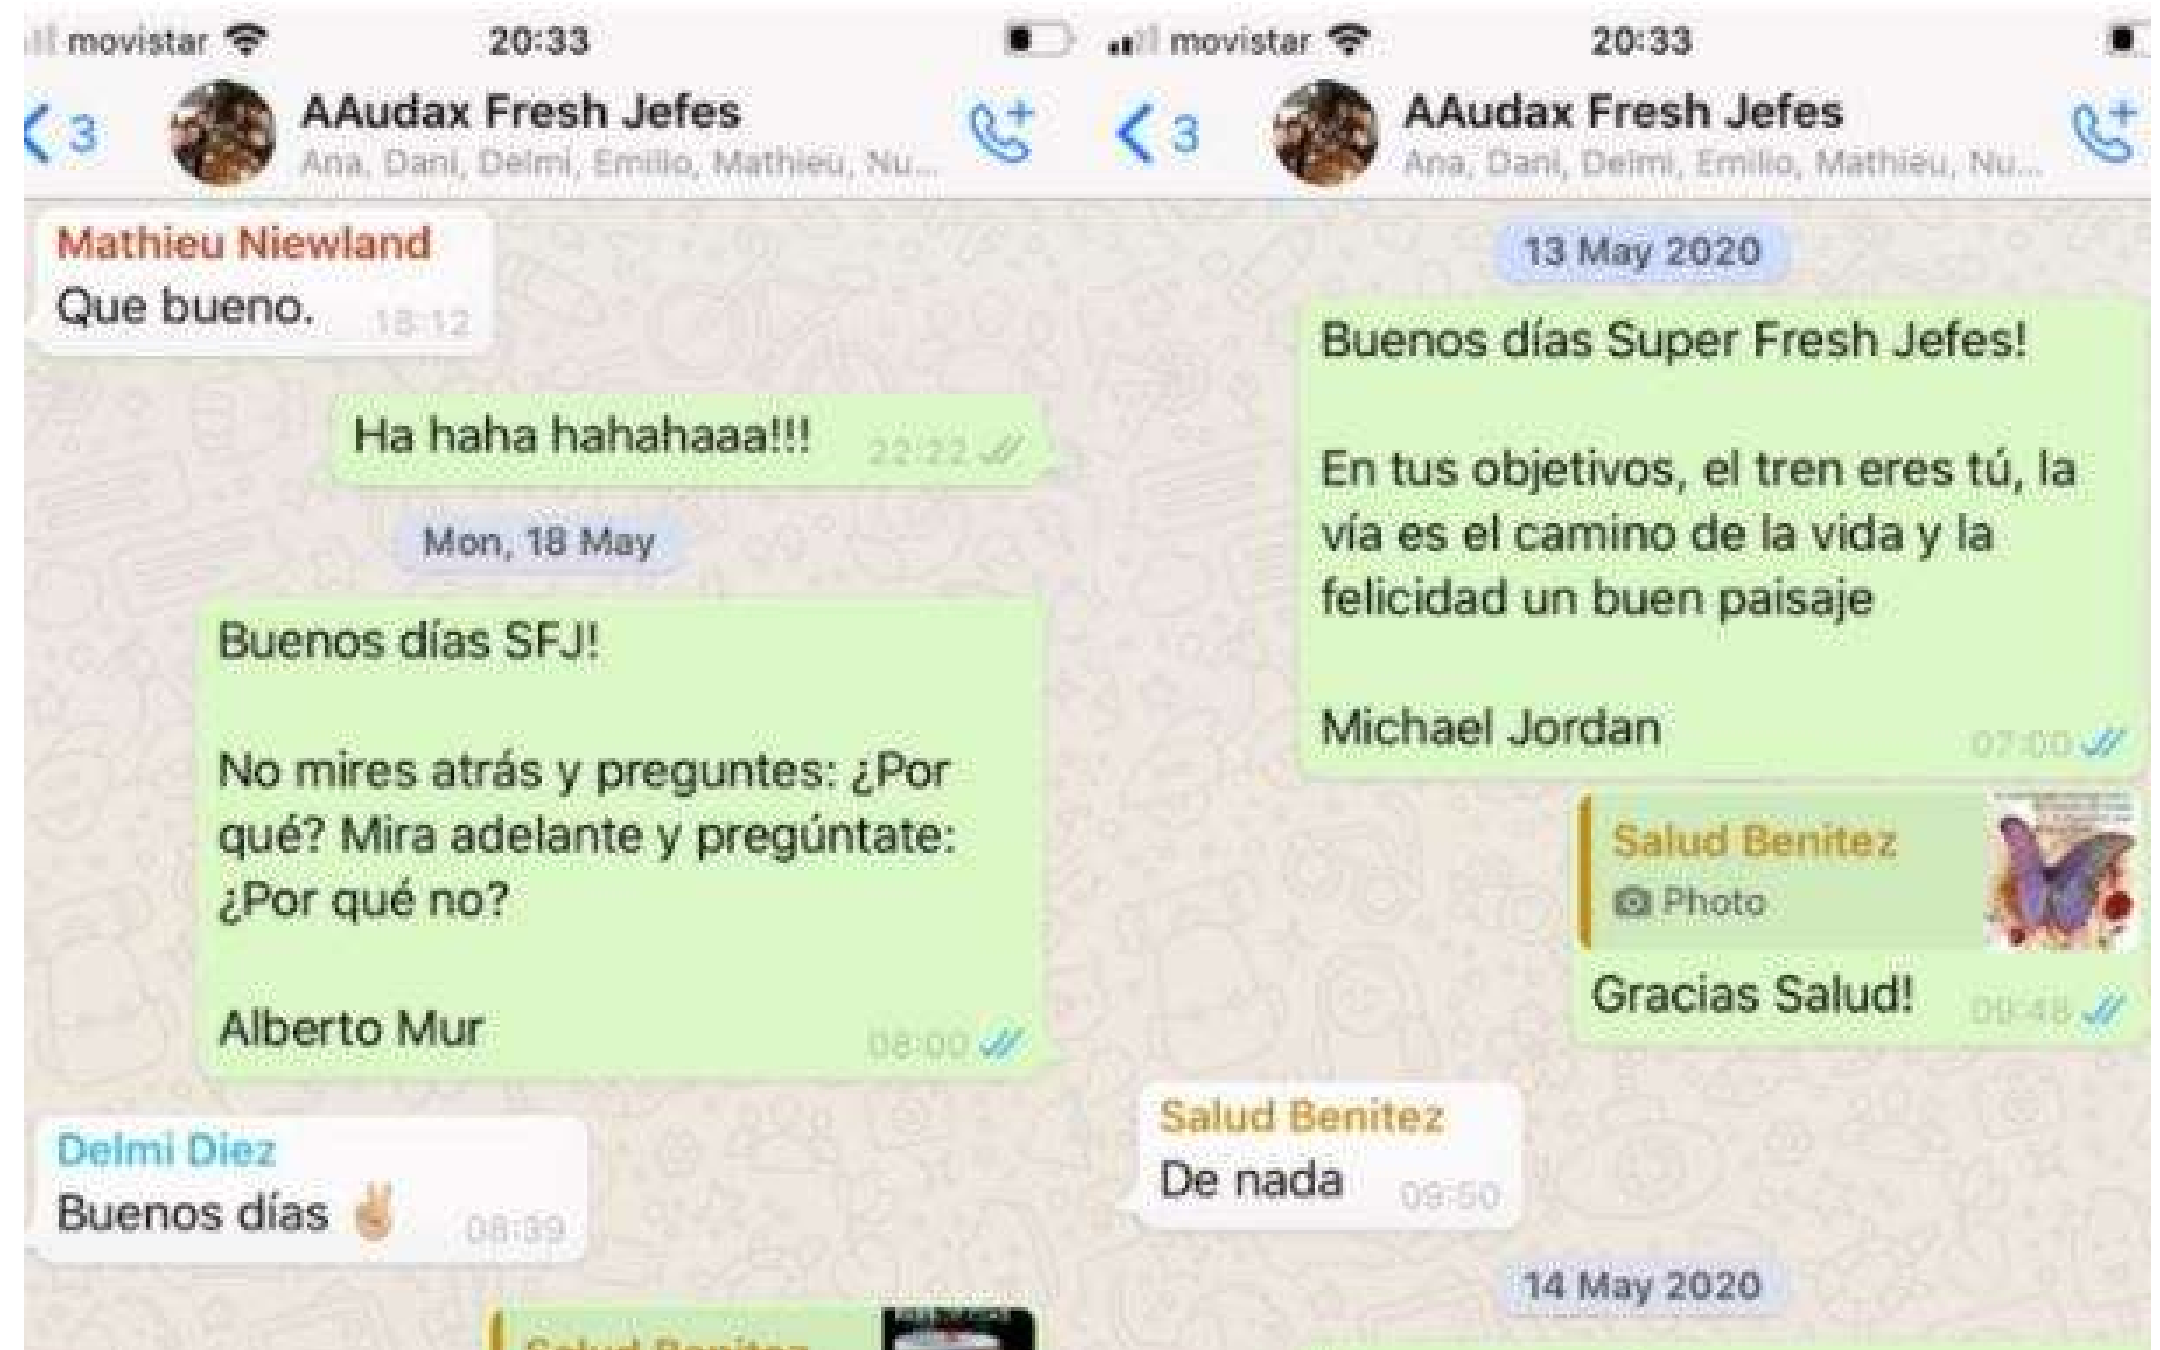 movistar 20:33
3
AAudax Fresh Jefes
Ana, Dani, Delmi, Emilio, Mathieu, Nu...
Mathieu Niewland
Que bueno. 18:12
Ha haha hahahaaa!!! 22:22
Mon, 18 May
Buenos días SFJ!
No mires atrás y preguntes: ¿Por
qué? Mira adelante y pregúntate:
¿Por qué no?
Alberto Mur 08:00
Delmi Diez
Buenos días ✌🏼 08:39
Salud Benitez
movistar 20:33
3
AAudax Fresh Jefes
Ana, Dani, Delmi, Emilio, Mathieu, Nu...
13 May 2020
Buenos días Super Fresh Jefes!
En tus objetivos, el tren eres tú, la
vía es el camino de la vida y la
felicidad un buen paisaje
Michael Jordan 07:00
Salud Benitez
Photo
Gracias Salud! 09:48
Salud Benitez
De nada 09:50
14 May 2020